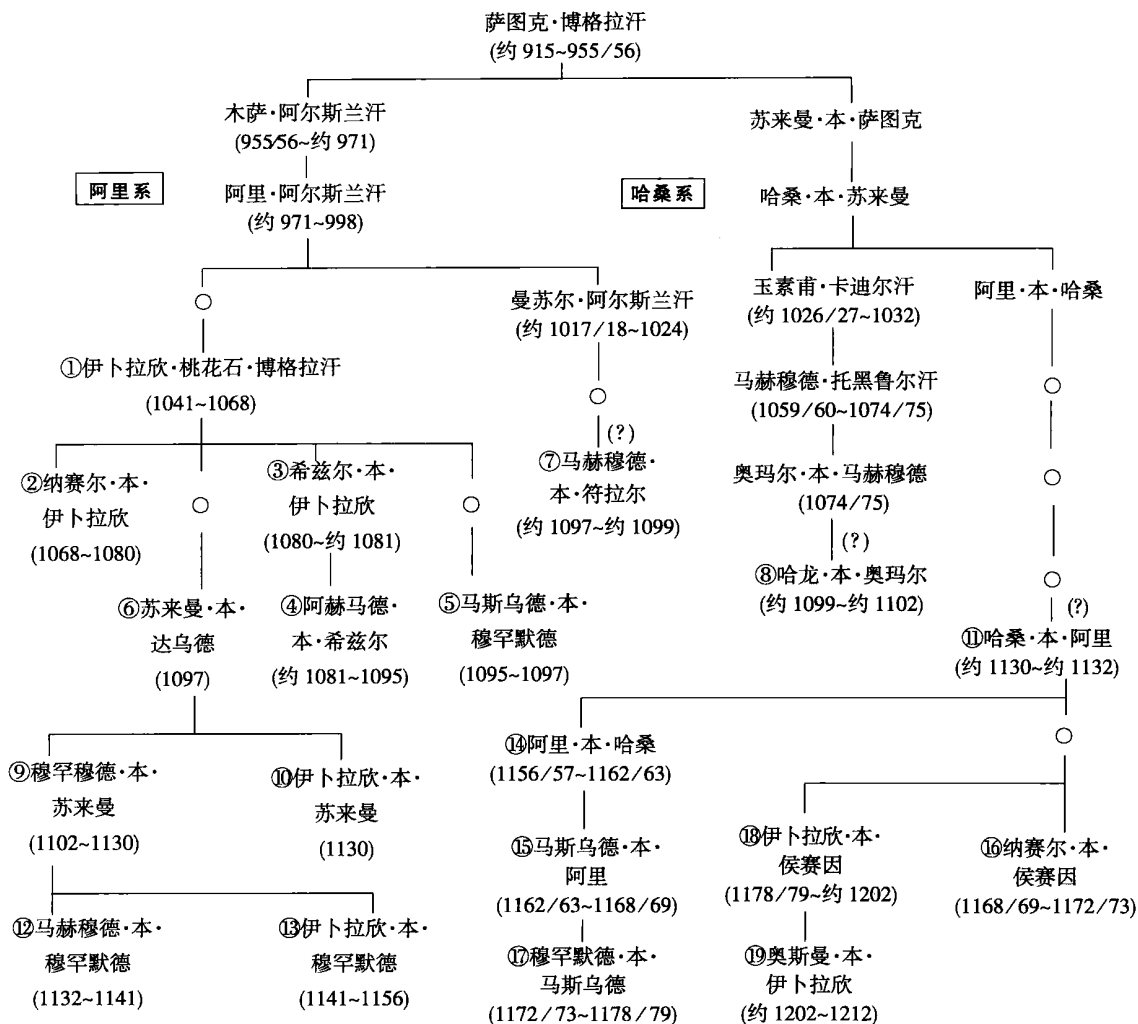 萨图克·博格拉汗
(约 915~955/56)
木萨·阿尔斯兰汗
(955/56~约 971)
苏来曼·本·萨图克
阿里系
阿里·阿尔斯兰汗
(约 971~998)
哈桑系
哈桑·本·苏来曼
曼苏尔·阿尔斯兰汗
(约 1017/18~1024)
玉素甫·卡迪尔汗
(约 1026/27~1032)
阿里·本·哈桑
①伊卜拉欣·桃花石·博格拉汗
(1041~1068)
马赫穆德·托黑鲁尔汗
(1059/60~1074/75)
②纳赛尔·本·
伊卜拉欣
(1068~1080)
③希兹尔·本·
伊卜拉欣
(1080~约 1081)
(?)
⑦马赫穆德·
本·符拉尔
(约 1097~约 1099)
奥玛尔·本·马赫穆德
(1074/75)
(?)
⑧哈龙·本·奥玛尔
(约 1099~约 1102)
⑥苏来曼·本·
达乌德
(1097)
④阿赫马德·
本·希兹尔
(约 1081~1095)
⑤马斯乌德·本·
穆罕默德
(1095~1097)
(?)
⑪哈桑·本·阿里
(约 1130~约 1132)
⑨穆罕穆德·本·
苏来曼
(1102~1130)
⑩伊卜拉欣·本·
苏来曼
(1130)
⑭阿里·本·哈桑
(1156/57~1162/63)
⑮马斯乌德·本·
阿里
(1162/63~1168/69)
⑱伊卜拉欣·本·
侯赛因
(1178/79~约 1202)
⑯纳赛尔·本·
侯赛因
(1168/69~1172/73)
⑫马赫穆德·本·
穆罕默德
(1132~1141)
⑬伊卜拉欣·本·
穆罕默德
(1141~1156)
⑰穆罕默德·本·
马斯乌德
(1172/73~1178/79)
⑲奥斯曼·本·
伊卜拉欣
(约 1202~1212)